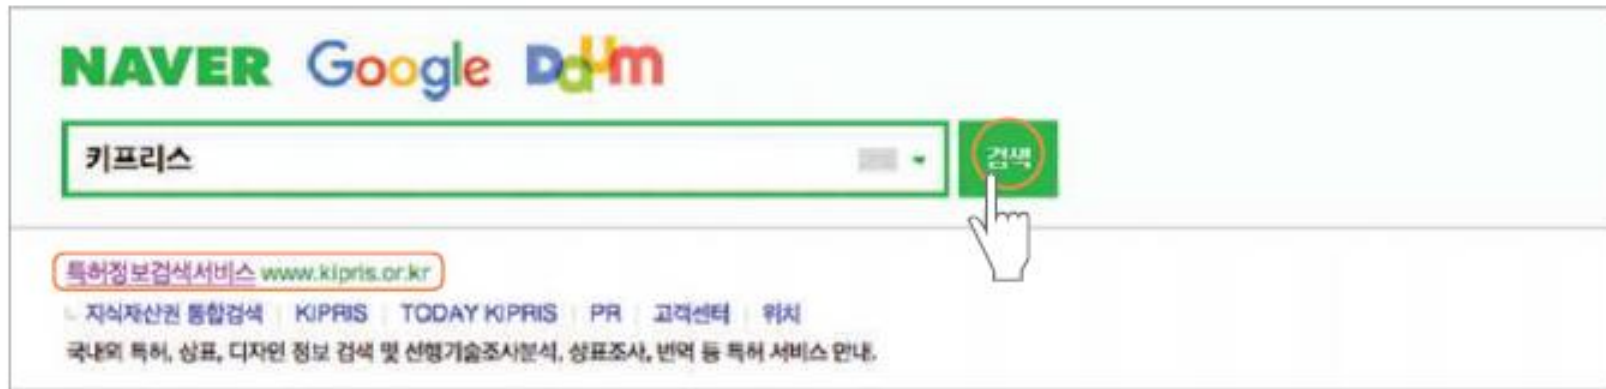 NAVER Google Daum
키프리스
검색
특허정보검색서비스 www.kipris.or.kr
지식재산권 통합검색 KIPRIS TODAY KIPRIS PR 고객센터 위치
국내외 특허, 상표, 디자인 정보 검색 및 선행기술조사분석, 상표조사, 번역 등 특허 서비스 안내.